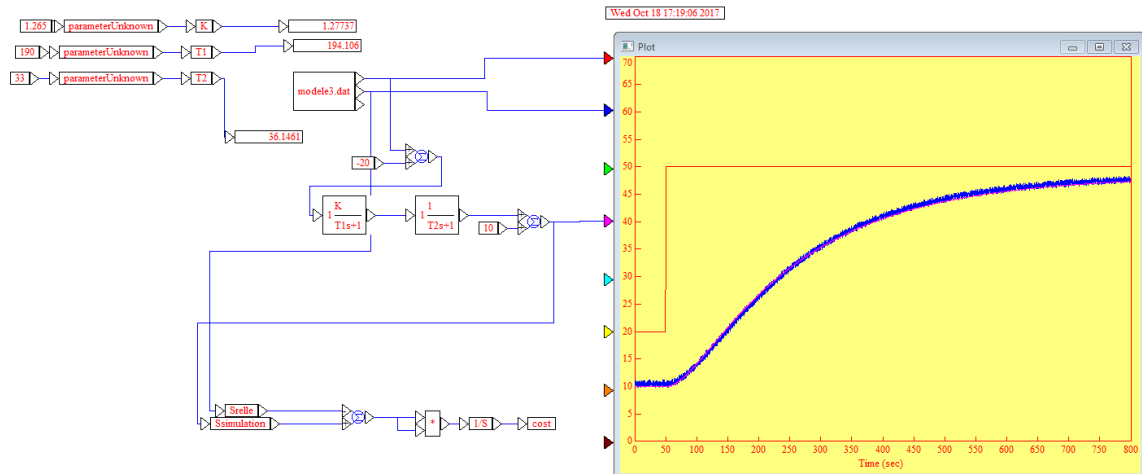 Wed Oct 18 17:19:06 2017
1.265 parameterUnknown K 1.27737
190 parameterUnknown T1 194.106
33 parameterUnknown T2
36.1461
modele3.dat
-20
1 K
T1s+1
1 1
T2s+1
10
Srelle
Ssimulation
* 1/S cost
Plot
70
65
60
55
50
45
40
35
30
25
20
15
10
5
0
0 50 100 150 200 250 300 350 400 450 500 550 600 650 700 750 800
Time (sec)